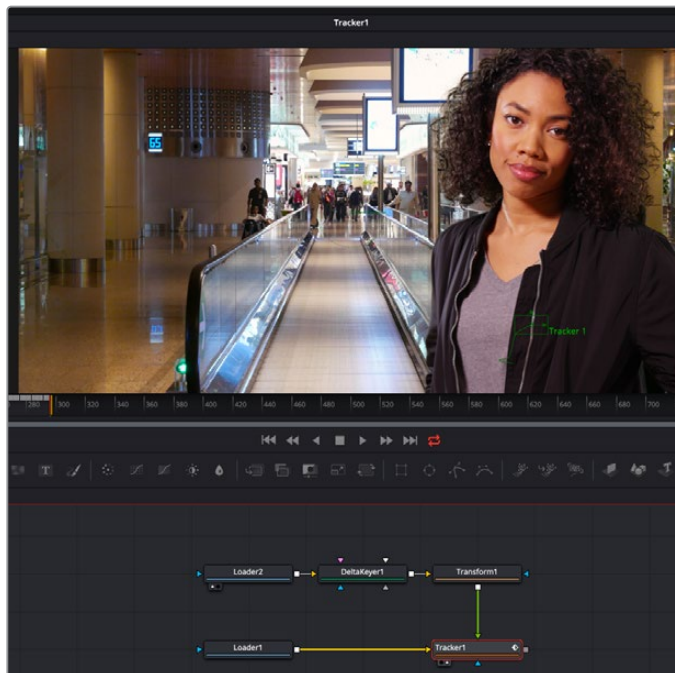 Tracker1
65
Tracker 1
280 300 320 340 360 380 400 420 440 460 480 500 520 540 560 580 600 620 640 660 680 700
T
Loader2 DeltaKeyer1 Transform1
Loader1 Tracker1